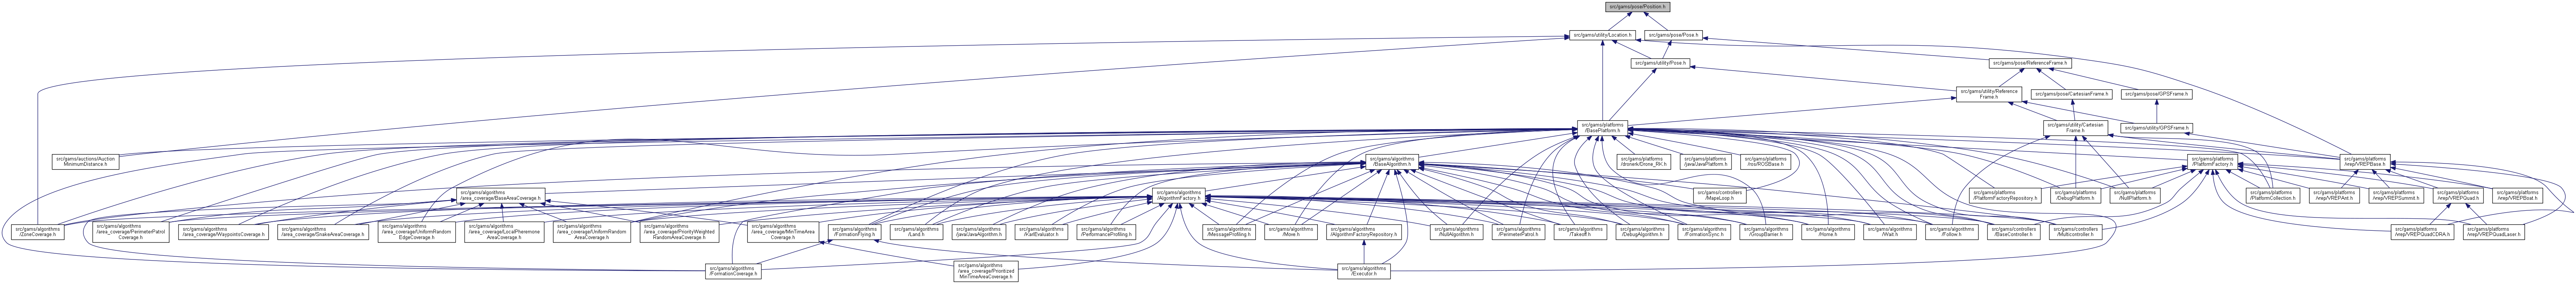 src/gams/pose/Position.h
src/gams/utility/Location.h
src/gams/pose/Pose.h
src/gams/utility/Pose.h
src/gams/pose/ReferenceFrame.h
src/gams/utility/Reference
Frame.h
src/gams/pose/CartesianFrame.h
src/gams/pose/GPSFrame.h
src/gams/platforms
/BasePlatform.h
src/gams/utility/Cartesian
Frame.h
src/gams/utility/GPSFrame.h
src/gams/auctions/Auction
MinimumDistance.h
src/gams/algorithms
/BaseAlgorithm.h
src/gams/platforms
/drone4k/Drone_RK.h
src/gams/platforms
/java/JavaPlatform.h
src/gams/platforms
/ros/ROSBase.h
src/gams/platforms
/PlatformFactory.h
src/gams/platforms
/vrep/VREPBase.h
src/gams/algorithms
/area_coverage/BaseAreaCoverage.h
src/gams/algorithms
/AlgorithmFactory.h
src/gams/controllers
/MapeLoop.h
src/gams/platforms
/PlatformFactoryRepository.h
src/gams/platforms
/DebugPlatform.h
src/gams/platforms
/NullPlatform.h
src/gams/platforms
/PlatformCollection.h
src/gams/platforms
/vrep/VREPAnt.h
src/gams/platforms
/vrep/VREPSummit.h
src/gams/platforms
/vrep/VREPQuad.h
src/gams/platforms
/vrep/VREPBoat.h
src/gams/algorithms
/ZoneCoverage.h
src/gams/algorithms
/area_coverage/PerimeterPatrol
Coverage.h
src/gams/algorithms
/area_coverage/WaypointsCoverage.h
src/gams/algorithms
/area_coverage/SnakeAreaCoverage.h
src/gams/algorithms
/area_coverage/UniformRandom
EdgeCoverage.h
src/gams/algorithms
/area_coverage/LocalPheremone
AreaCoverage.h
src/gams/algorithms
/area_coverage/UniformRandom
AreaCoverage.h
src/gams/algorithms
/area_coverage/PriorityWeighted
RandomAreaCoverage.h
src/gams/algorithms
/area_coverage/MinTimeArea
Coverage.h
src/gams/algorithms
/FormationFlying.h
src/gams/algorithms
/Land.h
src/gams/algorithms
/java/JavaAlgorithm.h
src/gams/algorithms
/KarlEvaluator.h
src/gams/algorithms
/PerformanceProfiling.h
src/gams/algorithms
/MessageProfiling.h
src/gams/algorithms
/Move.h
src/gams/algorithms
/AlgorithmFactoryRepository.h
src/gams/algorithms
/NullAlgorithm.h
src/gams/algorithms
/PerimeterPatrol.h
src/gams/algorithms
/Takeoff.h
src/gams/algorithms
/DebugAlgorithm.h
src/gams/algorithms
/FormationSync.h
src/gams/algorithms
/GroupBarrier.h
src/gams/algorithms
/Home.h
src/gams/algorithms
/Wait.h
src/gams/algorithms
/Follow.h
src/gams/controllers
/BaseController.h
src/gams/controllers
/Multicontroller.h
src/gams/platforms
/vrep/VREPQuadCDRA.h
src/gams/platforms
/vrep/VREPQuadLaser.h
src/gams/algorithms
/FormationCoverage.h
src/gams/algorithms
/area_coverage/Prioritized
MinTimeAreaCoverage.h
src/gams/algorithms
/Executor.h